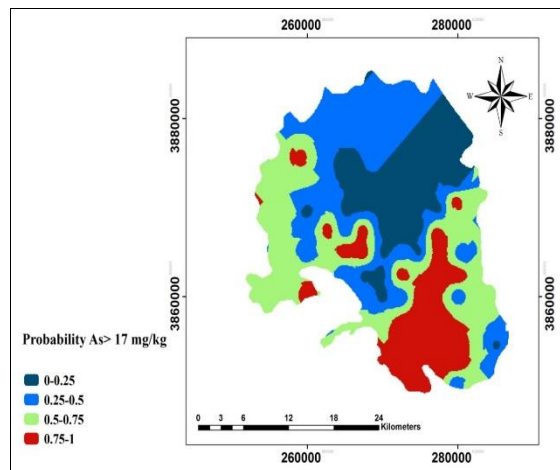 260000 280000
N
W E
S
3880000 3880000
3860000 3860000
Probability As> 17 mg/kg
0-0.25
0.25-0.5
0.5-0.75
0.75-1
0 3 6 12 18 24
Kilometers
260000 280000